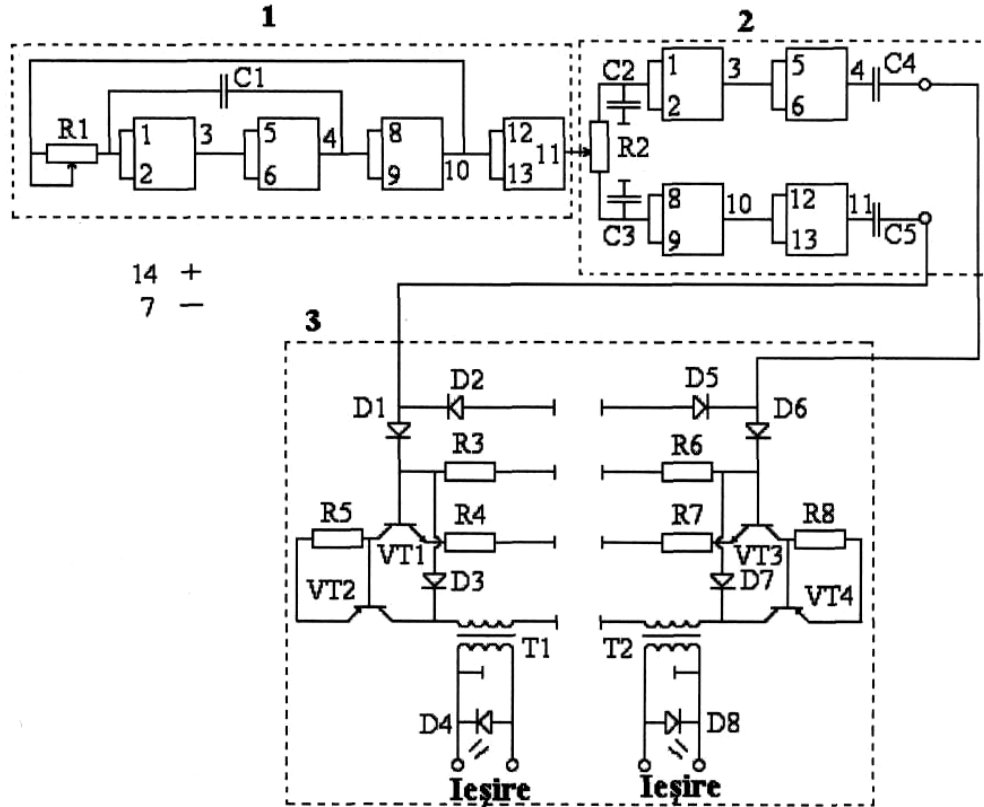 1
2
C1
R1
1
2
3
5
6
4
8
9
10
12
13
11
C2
1
2
3
5
6
4
C4
R2
C3
8
9
10
12
13
11
C5
14 +
7 −
3
D1
D2
D5
D6
R3
R6
R5
R4
R7
R8
VT1
VT3
VT2
D3
D7
VT4
T1
T2
D4
D8
Ieșire
Ieșire